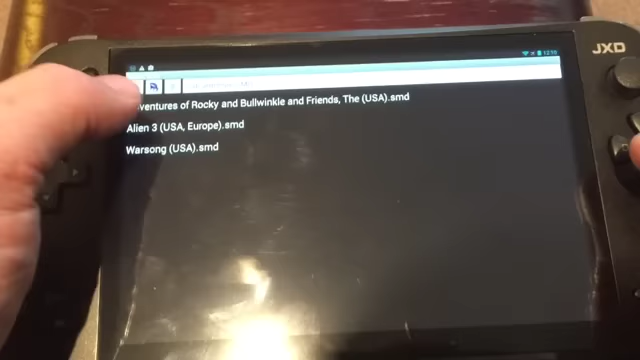 JXD
ventures of Rocky and Bullwinkle and Friends, The (USA).smd
Alien 3 (USA, Europe).smd
Warsong (USA).smd